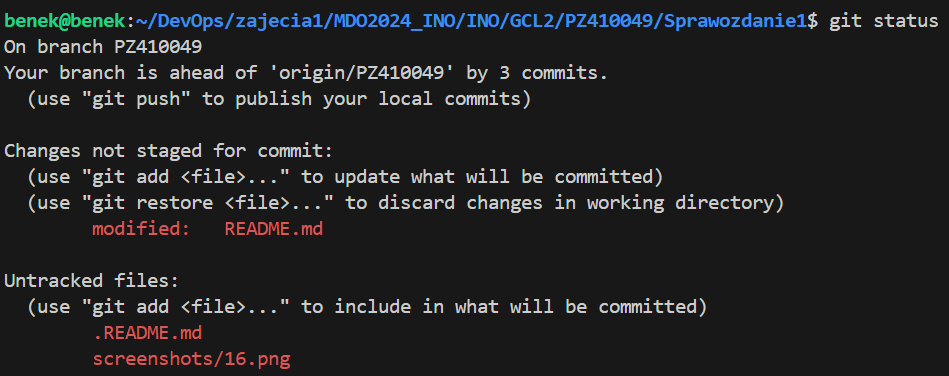 benek@benek:~/DevOps/zajecia1/MDO2024_INO/INO/GCL2/PZ410049/Sprawozdanie1$ git status
On branch PZ410049
Your branch is ahead of 'origin/PZ410049' by 3 commits.
  (use "git push" to publish your local commits)

Changes not staged for commit:
  (use "git add <file>..." to update what will be committed)
  (use "git restore <file>..." to discard changes in working directory)
        modified:   README.md

Untracked files:
  (use "git add <file>..." to include in what will be committed)
        .README.md
        screenshots/16.png